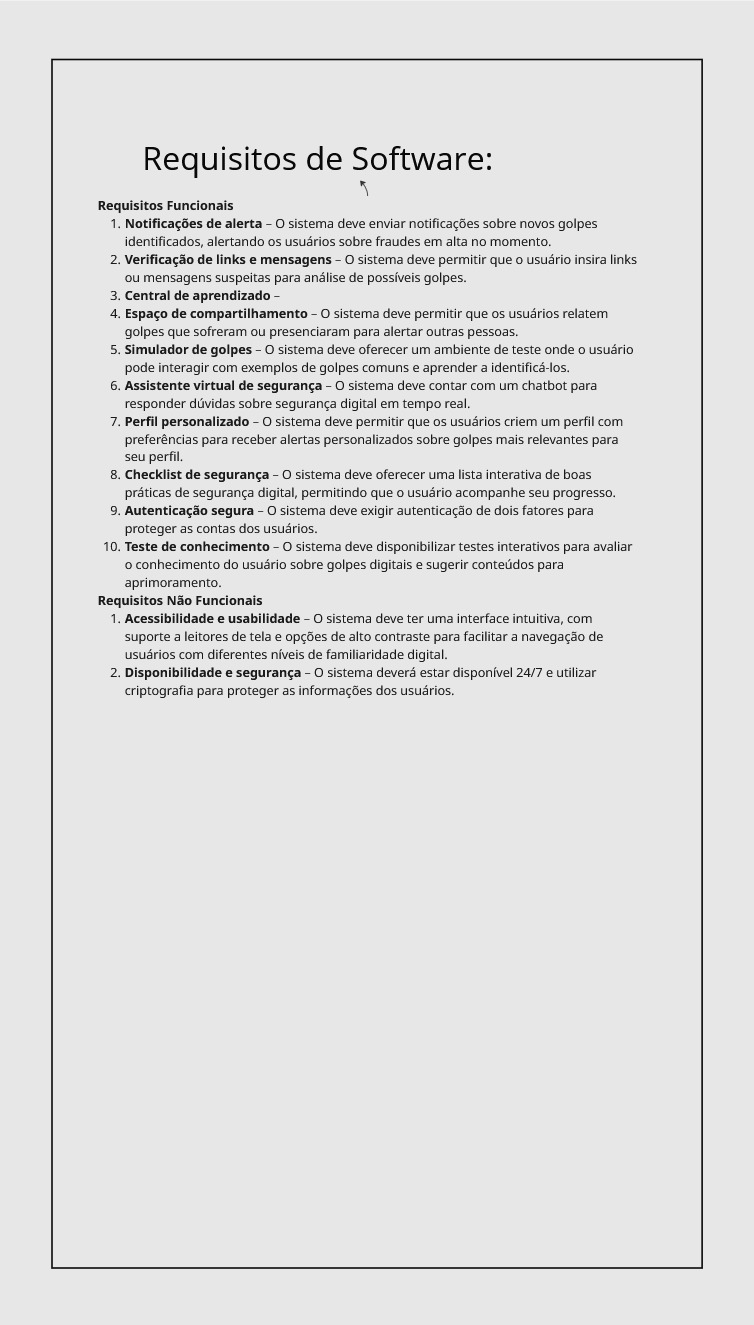 Requisitos de Software:
Requisitos Funcionais
1. Notificações de alerta – O sistema deve enviar notificações sobre novos golpes
identificados, alertando os usuários sobre fraudes em alta no momento.
2. Verificação de links e mensagens – O sistema deve permitir que o usuário insira links
ou mensagens suspeitas para análise de possíveis golpes.
3. Central de aprendizado –
4. Espaço de compartilhamento – O sistema deve permitir que os usuários relatem
golpes que sofreram ou presenciaram para alertar outras pessoas.
5. Simulador de golpes – O sistema deve oferecer um ambiente de teste onde o usuário
pode interagir com exemplos de golpes comuns e aprender a identificá-los.
6. Assistente virtual de segurança – O sistema deve contar com um chatbot para
responder dúvidas sobre segurança digital em tempo real.
7. Perfil personalizado – O sistema deve permitir que os usuários criem um perfil com
preferências para receber alertas personalizados sobre golpes mais relevantes para
seu perfil.
8. Checklist de segurança – O sistema deve oferecer uma lista interativa de boas
práticas de segurança digital, permitindo que o usuário acompanhe seu progresso.
9. Autenticação segura – O sistema deve exigir autenticação de dois fatores para
proteger as contas dos usuários.
10. Teste de conhecimento – O sistema deve disponibilizar testes interativos para avaliar
o conhecimento do usuário sobre golpes digitais e sugerir conteúdos para
aprimoramento.
Requisitos Não Funcionais
1. Acessibilidade e usabilidade – O sistema deve ter uma interface intuitiva, com
suporte a leitores de tela e opções de alto contraste para facilitar a navegação de
usuários com diferentes níveis de familiaridade digital.
2. Disponibilidade e segurança – O sistema deverá estar disponível 24/7 e utilizar
criptografia para proteger as informações dos usuários.